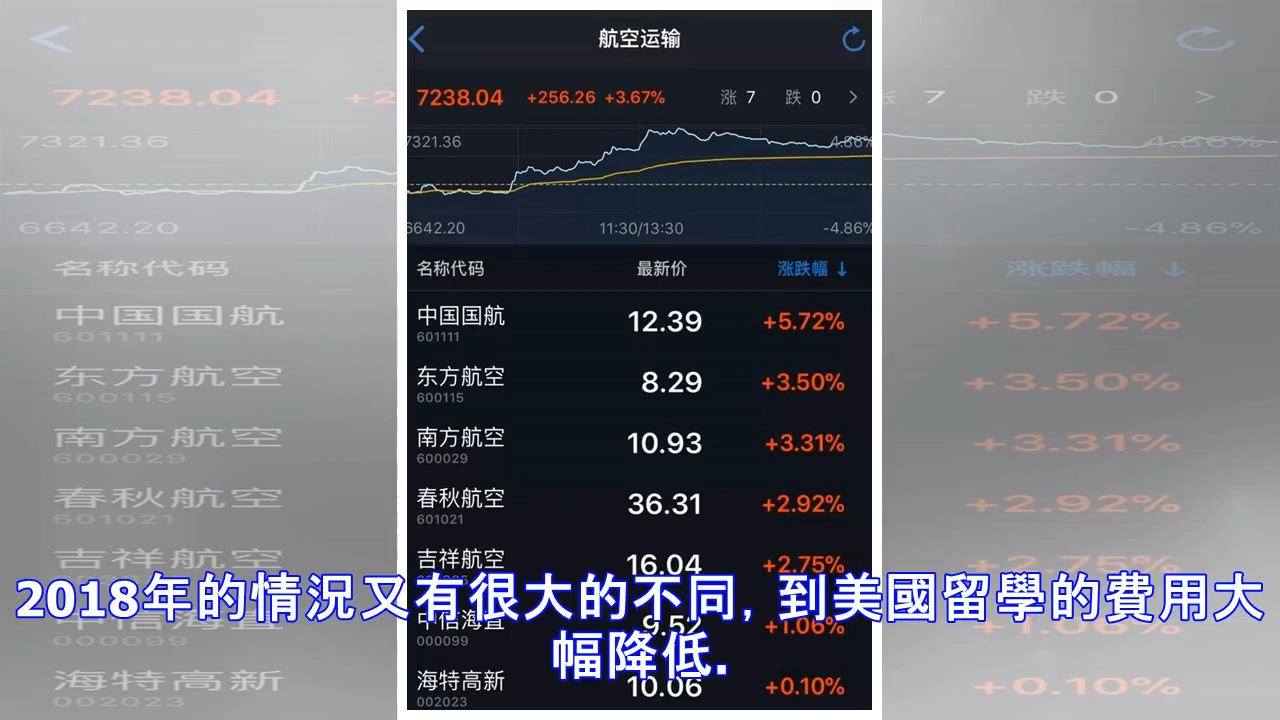 航空运输
7238.04 +256.26 +3.67% 涨 7 跌 0
7321.36 4.86%
6642.20 11:30/13:30 -4.86%
名称代码 最新价 涨跌幅 ↓
中国国航 12.39 +5.72%
601111
东方航空 8.29 +3.50%
600115
南方航空 10.93 +3.31%
600029
春秋航空 36.31 +2.92%
601021
吉祥航空 16.04 +2.75%
2018年的情況又有很大的不同, 到美國留學的費用大
幅降低.
中信海直 9.52 +1.06%
000099
海特高新 10.06 +0.10%
002023